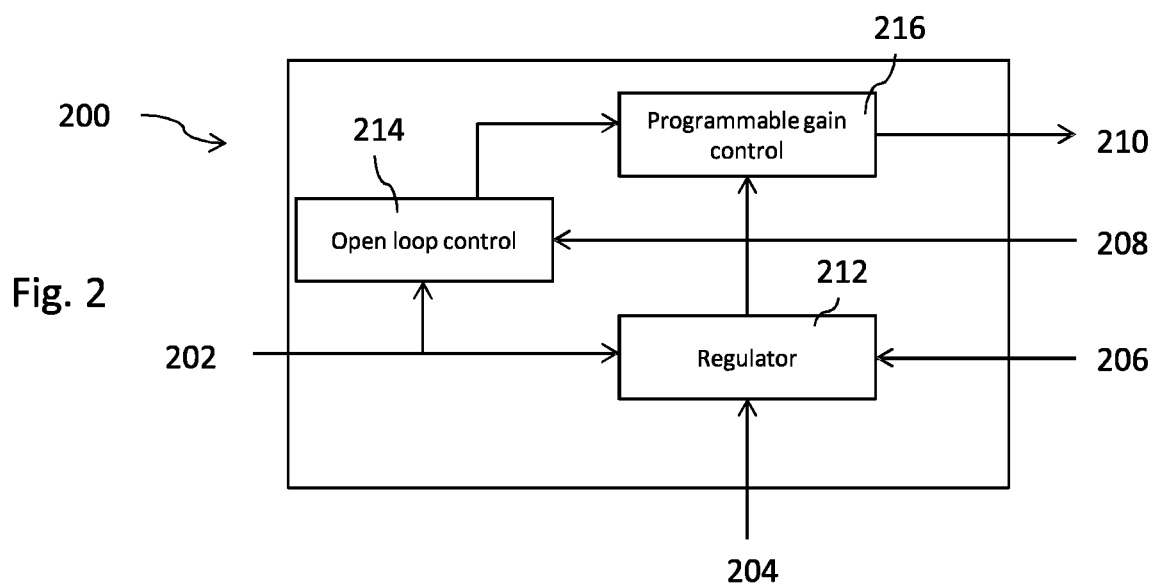 216
200
214
Programmable gain
control
210
Open loop control
208
212
Fig. 2
202
Regulator
206
204